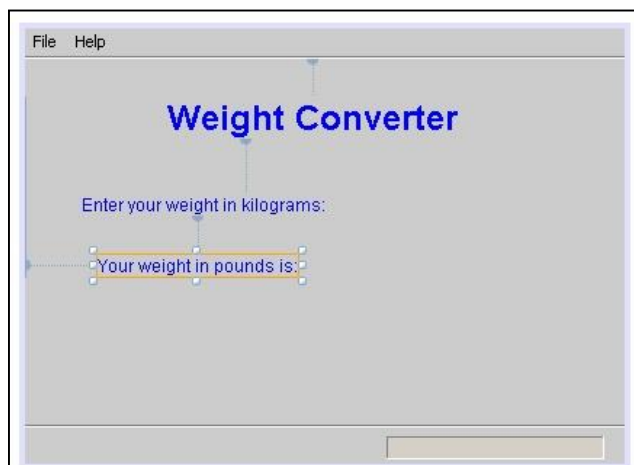 File Help
Weight Converter
Enter your weight in kilograms:
Your weight in pounds is: